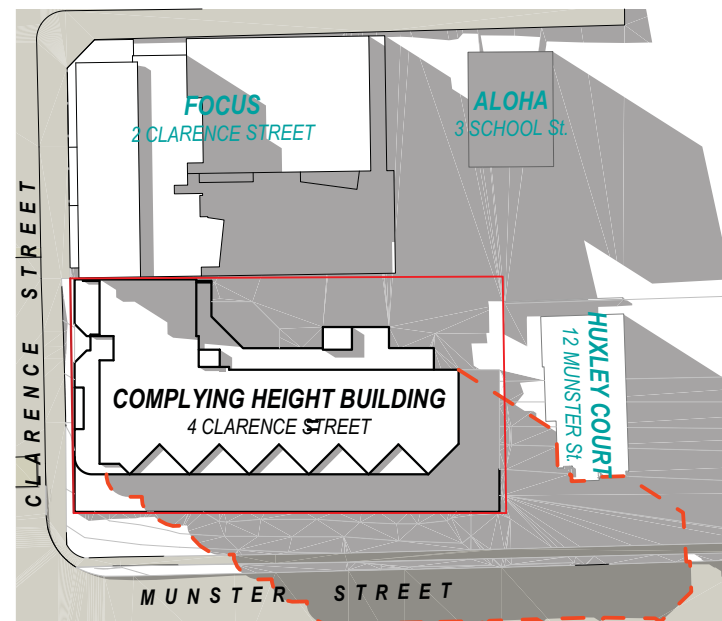 FOCUS
2 CLARENCE STREET
ALOHA
3 SCHOOL St.
CLARENCE STREET
COMPLYING HEIGHT BUILDING
4 CLARENCE STREET
HUXLEY COURT
12 MUNSTER St.
MUNSTER STREET